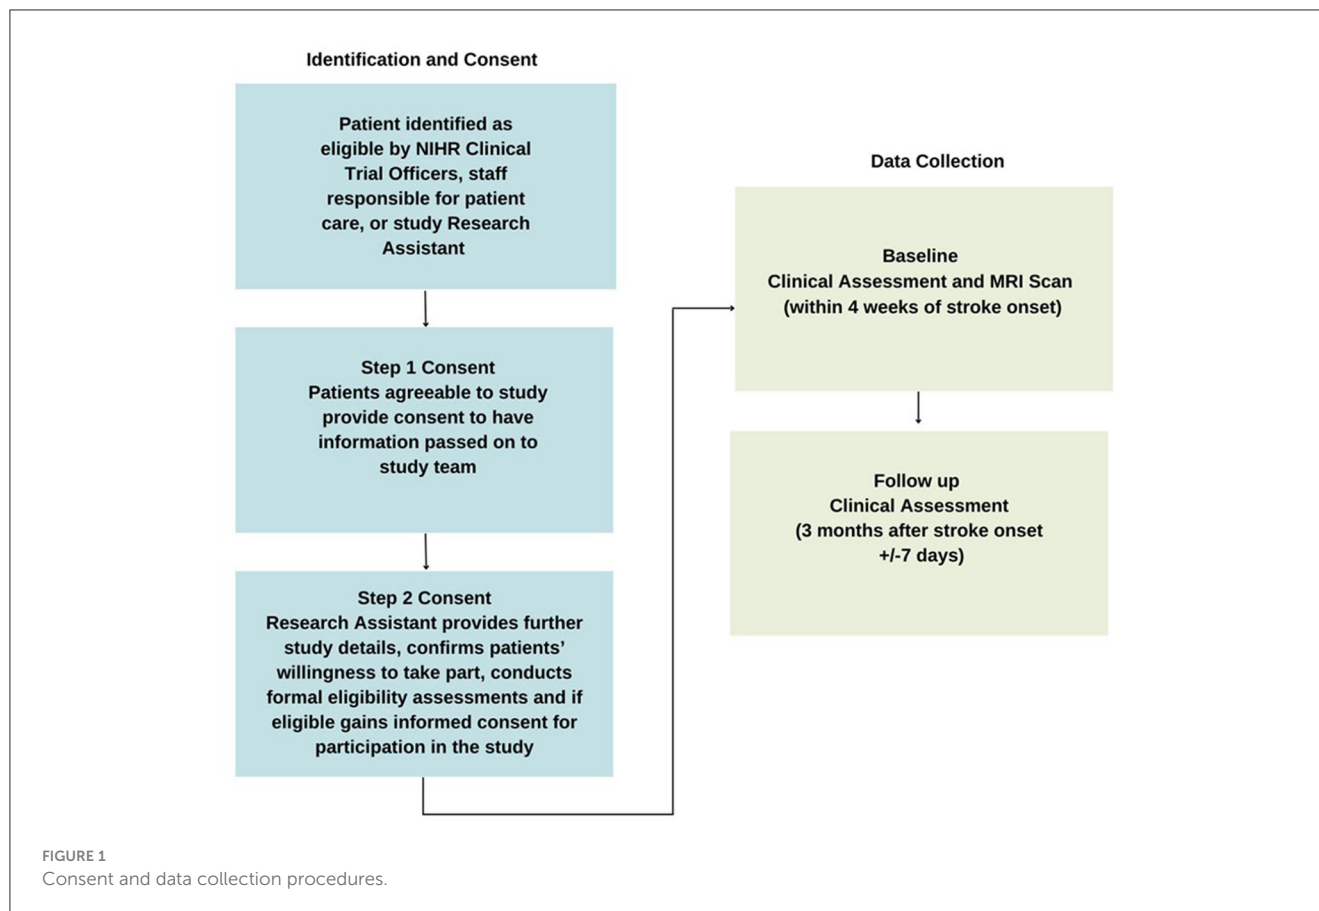 Identification and Consent
Patient identified as
eligible by NIHR Clinical
Trial Officers, staff
responsible for patient
care, or study Research
Assistant
Step 1 Consent
Patients agreeable to study
provide consent to have
information passed on to
study team
Step 2 Consent
Research Assistant provides further
study details, confirms patients’
willingness to take part, conducts
formal eligibility assessments and if
eligible gains informed consent for
participation in the study
Data Collection
Baseline
Clinical Assessment and MRI Scan
(within 4 weeks of stroke onset)
Follow up
Clinical Assessment
(3 months after stroke onset
+/-7 days)
FIGURE 1
Consent and data collection procedures.